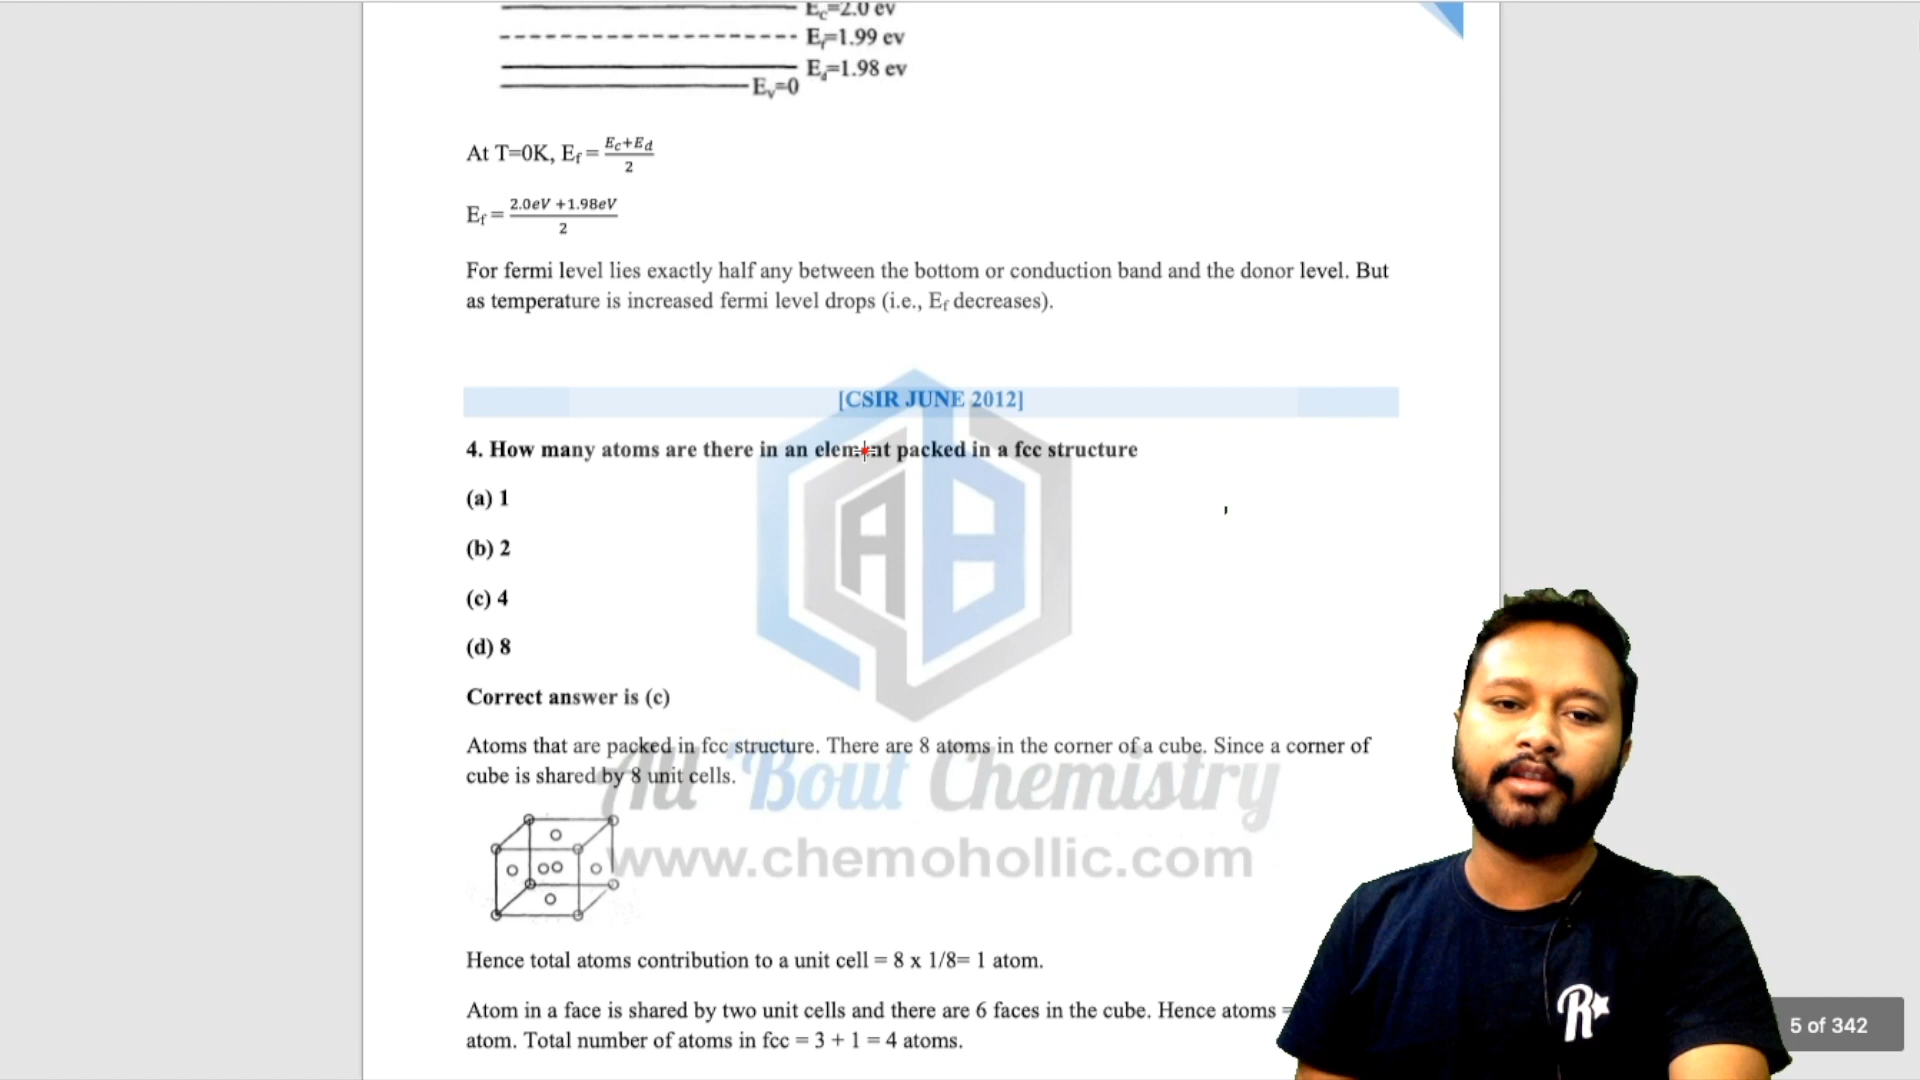 Ec=2.0 ev
Ef=1.99 ev
Ed=1.98 ev
Ev=0
At T=0K, Ef = Ec+Ed / 2
Ef = 2.0eV +1.98eV / 2
For fermi level lies exactly half any between the bottom or conduction band and the donor level. But
as temperature is increased fermi level drops (i.e., Ef decreases).
[CSIR JUNE 2012]
4. How many atoms are there in an element packed in a fcc structure
(a) 1
(b) 2
(c) 4
(d) 8
Correct answer is (c)
Atoms that are packed in fcc structure. There are 8 atoms in the corner of a cube. Since a corner of
cube is shared by 8 unit cells.
All 'Bout Chemistry
www.chemohollic.com
Hence total atoms contribution to a unit cell = 8 x 1/8= 1 atom.
Atom in a face is shared by two unit cells and there are 6 faces in the cube. Hence atoms =
atom. Total number of atoms in fcc = 3 + 1 = 4 atoms.
AB
R
5 of 342